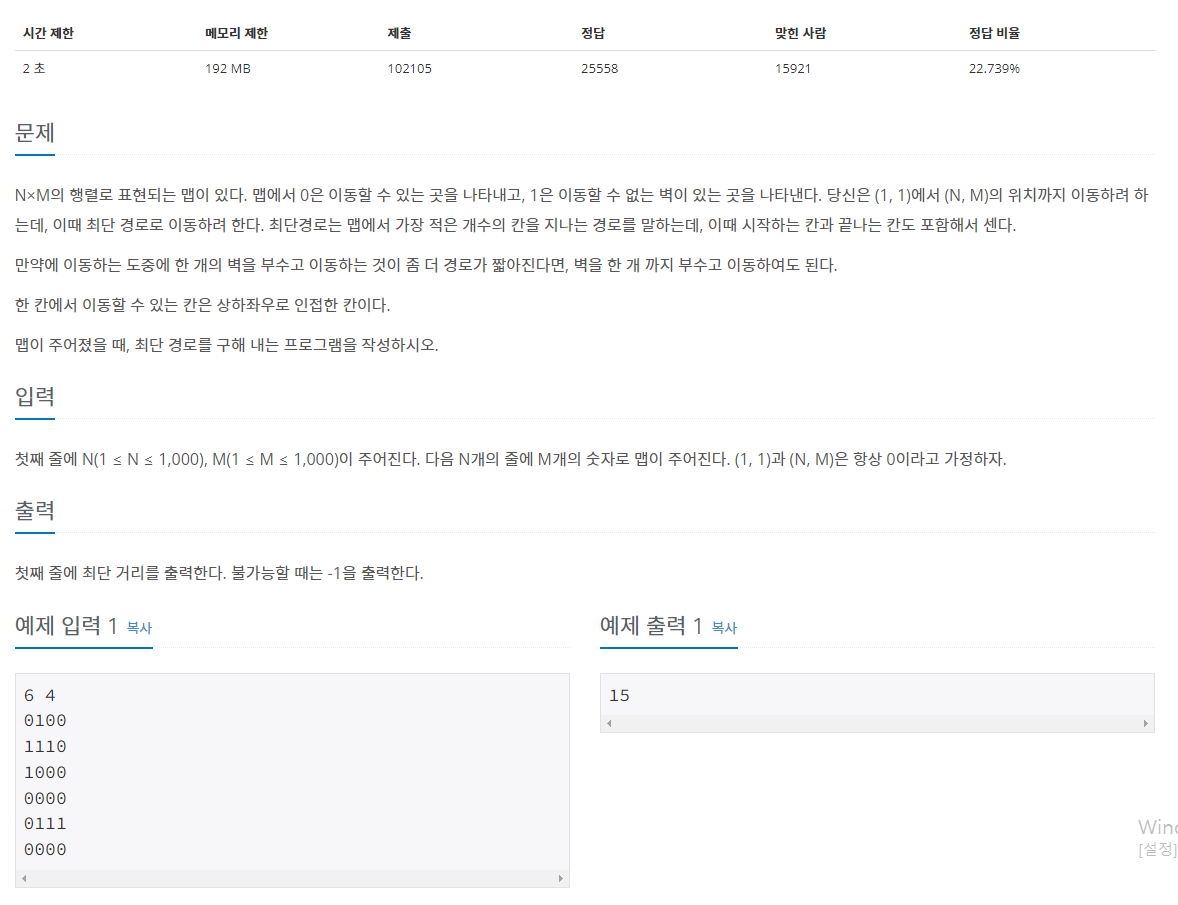 시간 제한 메모리 제한 제출 정답 맞힌 사람 정답 비율
2 초 192 MB 102105 25558 15921 22.739%
문제
N×M의 행렬로 표현되는 맵이 있다. 맵에서 0은 이동할 수 있는 곳을 나타내고, 1은 이동할 수 없는 벽이 있는 곳을 나타낸다. 당신은 (1, 1)에서 (N, M)의 위치까지 이동하려 하
는데, 이때 최단 경로로 이동하려 한다. 최단경로는 맵에서 가장 적은 개수의 칸을 지나는 경로를 말하는데, 이때 시작하는 칸과 끝나는 칸도 포함해서 센다.
만약에 이동하는 도중에 한 개의 벽을 부수고 이동하는 것이 좀 더 경로가 짧아진다면, 벽을 한 개 까지 부수고 이동하여도 된다.
한 칸에서 이동할 수 있는 칸은 상하좌우로 인접한 칸이다.
맵이 주어졌을 때, 최단 경로를 구해 내는 프로그램을 작성하시오.
입력
첫째 줄에 N(1 ≤ N ≤ 1,000), M(1 ≤ M ≤ 1,000)이 주어진다. 다음 N개의 줄에 M개의 숫자로 맵이 주어진다. (1, 1)과 (N, M)은 항상 0이라고 가정하자.
출력
첫째 줄에 최단 거리를 출력한다. 불가능할 때는 -1을 출력한다.
예제 입력 1 복사
6 4
0100
1110
1000
0000
0111
0000
예제 출력 1 복사
15
Wind
[설정]